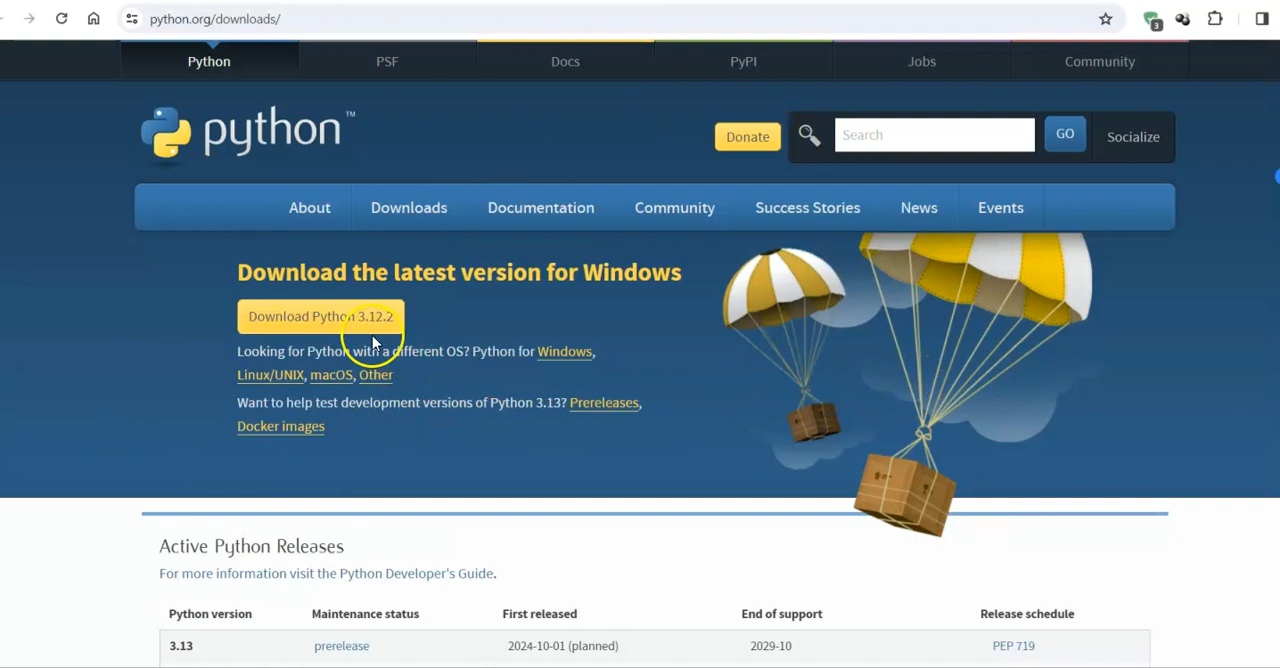 python.org/downloads/
3
Python PSF Docs PyPI Jobs Community
python™
Donate Search GO Socialize
About Downloads Documentation Community Success Stories News Events
Download the latest version for Windows
Download Python 3.12.2
Looking for Python with a different OS? Python for Windows,
Linux/UNIX, macOS, Other
Want to help test development versions of Python 3.13? Prereleases,
Docker images
Active Python Releases
For more information visit the Python Developer's Guide.
Python version Maintenance status First released End of support Release schedule
3.13 prerelease 2024-10-01 (planned) 2029-10 PEP 719